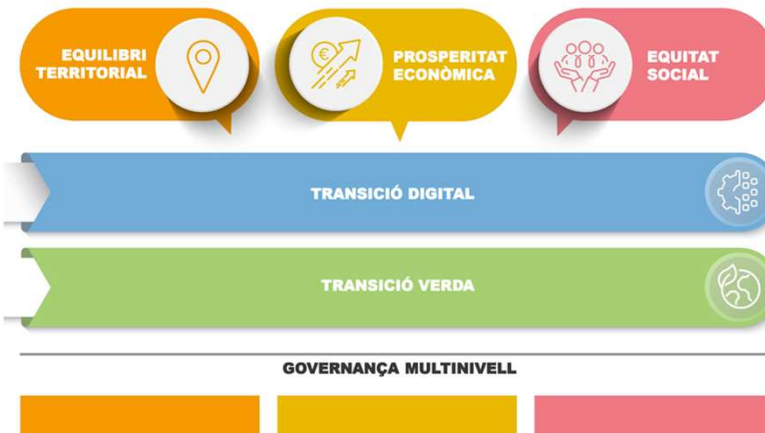 EQUILIBRI
TERRITORIAL
PROSPERITAT
ECONÒMICA
EQUITAT
SOCIAL
TRANSICIÓ DIGITAL
TRANSICIÓ VERDA
GOVERNANÇA MULTINIVELL